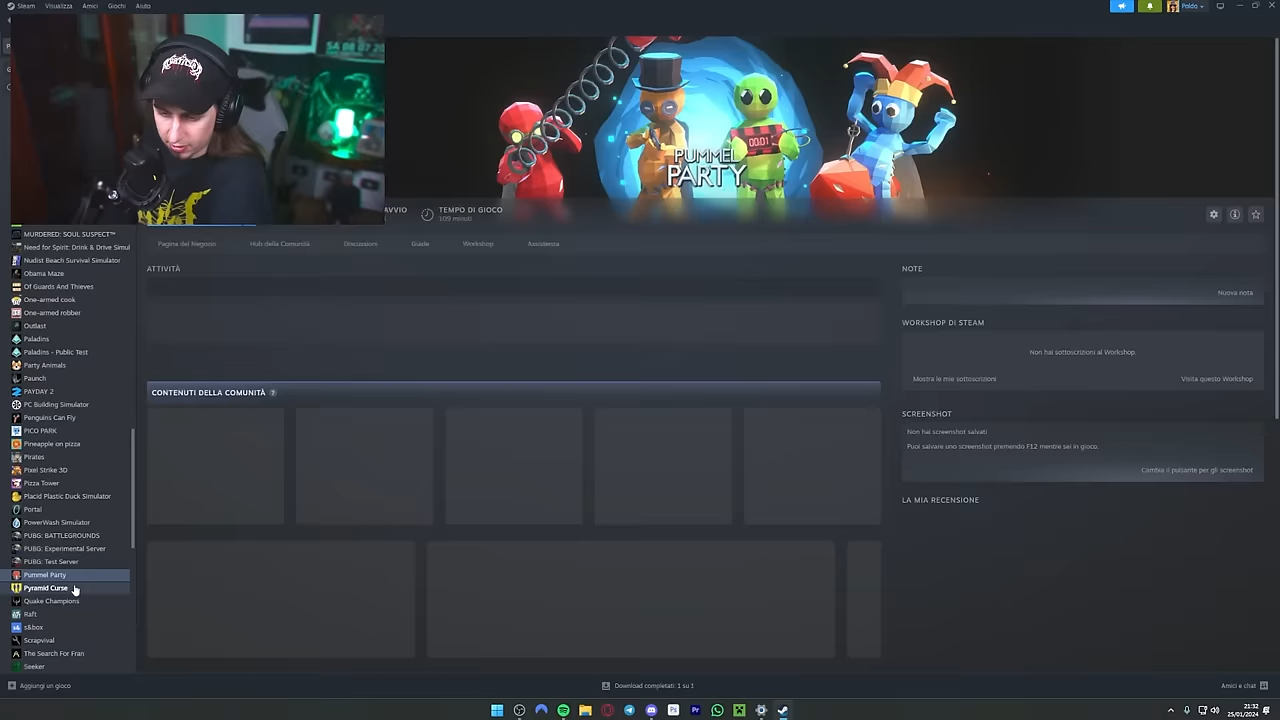 Steam Visualizza Amici Giochi Aiuto
Poldo
PUMMEL
PARTY
00:01
AVVIO
TEMPO DI GIOCO
109 minuti
Pagina del Negozio Hub della Comunità Discussioni Guide Workshop Assistenza
MURDERED: SOUL SUSPECT™
Need for Spirit: Drink & Drive Simul
Nudist Beach Survival Simulator
Obama Maze
Of Guards And Thieves
One-armed cook
One-armed robber
Outlast
Paladins
Paladins - Public Test
Party Animals
Paunch
PAYDAY 2
PC Building Simulator
Penguins Can Fly
PICO PARK
Pineapple on pizza
Pirates
Pixel Strike 3D
Pizza Tower
Placid Plastic Duck Simulator
Portal
PowerWash Simulator
PUBG: BATTLEGROUNDS
PUBG: Experimental Server
PUBG: Test Server
Pummel Party
Pyramid Curse
Quake Champions
Raft
s&box
Scrapvival
The Search For Fran
Seeker
ATTIVITÀ
CONTENUTI DELLA COMUNITÀ ?
NOTE
Nuova nota
WORKSHOP DI STEAM
Non hai sottoscrizioni al Workshop.
Mostra le mie sottoscrizioni Visita questo Workshop
SCREENSHOT
Non hai screenshot salvati
Puoi salvare uno screenshot premendo F12 mentre sei in gioco.
Cambia il pulsante per gli screenshot
LA MIA RECENSIONE
Aggiungi un gioco
Download completati: 1 su 1
Amici e chat
21:32
25/01/2024